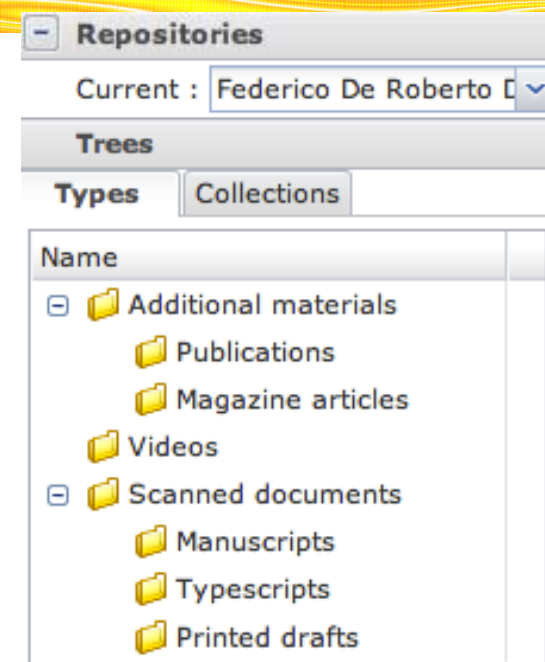 Repositories
Current : Federico De Roberto
Trees
Types Collections
Name
Additional materials
Publications
Magazine articles
Videos
Scanned documents
Manuscripts
Typescripts
Printed drafts